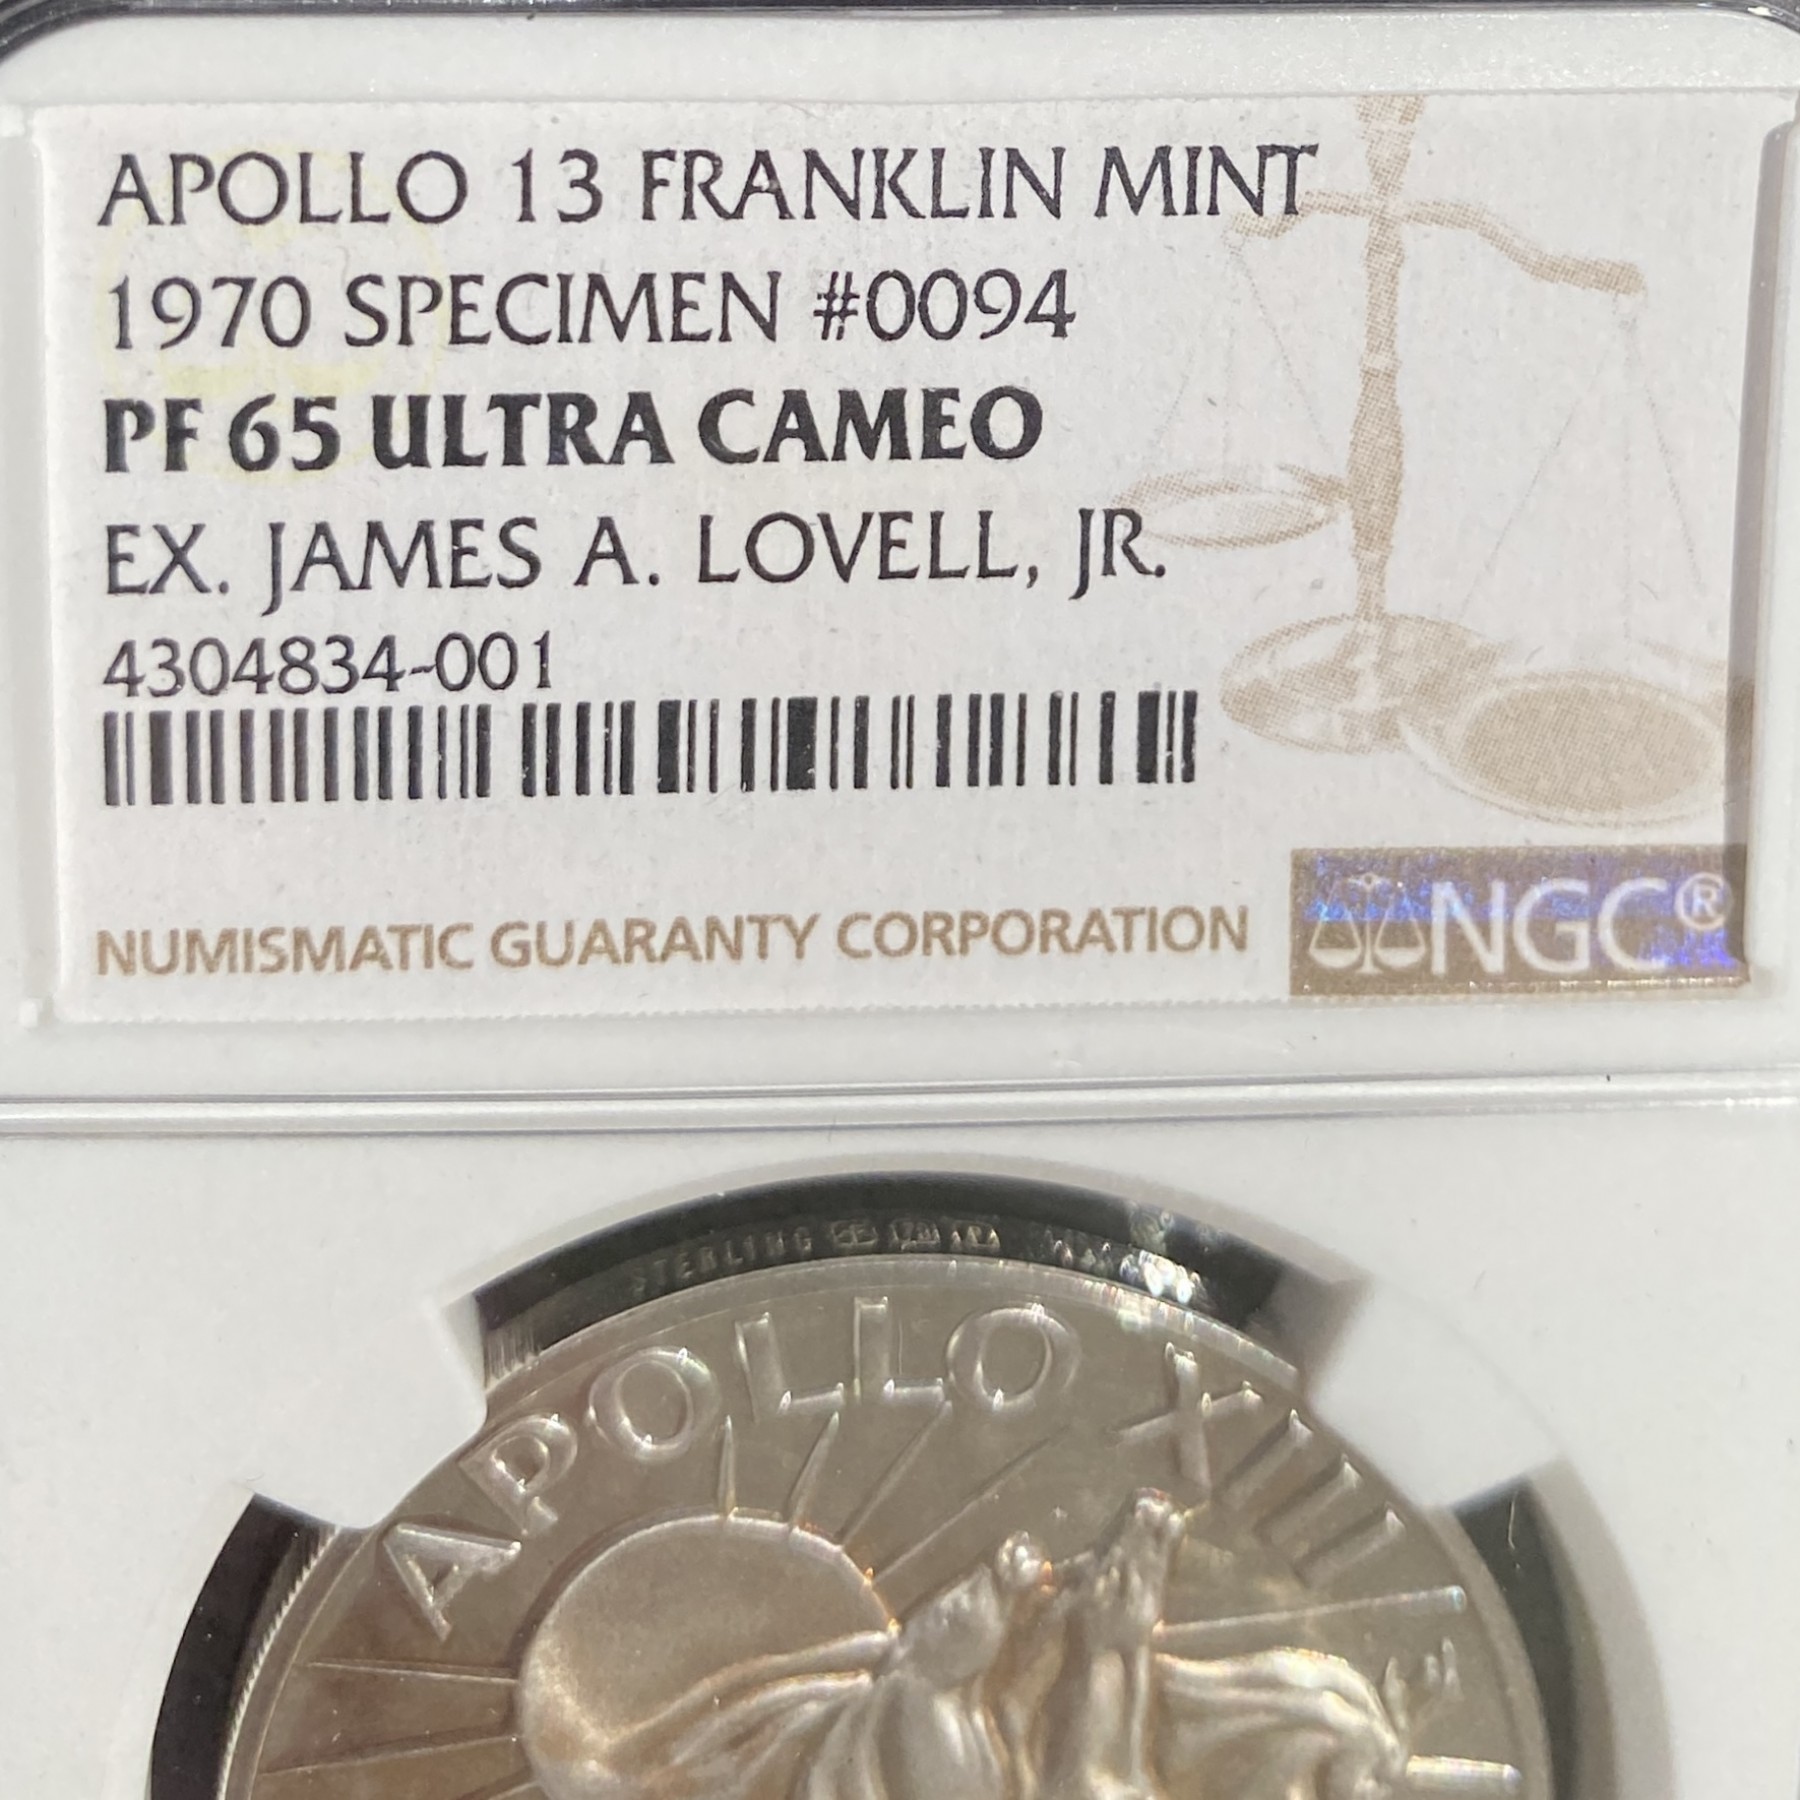 APOLLO 13 FRANKLIN MINT
1970 SPECIMEN #0094
PF 65 ULTRA CAMEO
EX. JAMES A. LOVELL, JR.
4304834-001
NUMISMATIC GUARANTY CORPORATION
NGC®
STERLING
APOLLO XIII